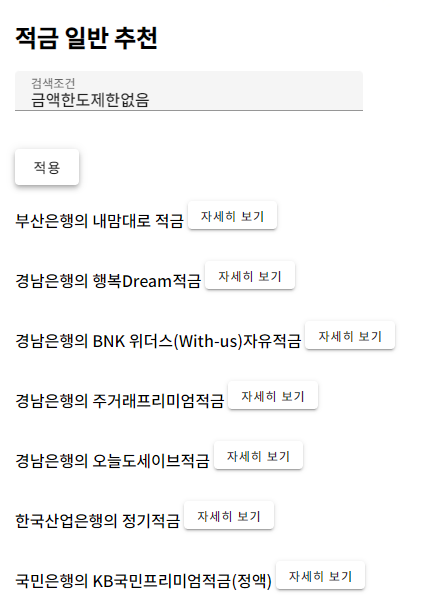 적금 일반 추천
검색조건
금액한도제한없음
적용
부산은행의 내맘대로 적금 자세히 보기
경남은행의 행복Dream적금 자세히 보기
경남은행의 BNK 위더스(With-us)자유적금 자세히 보기
경남은행의 주거래프리미엄적금 자세히 보기
경남은행의 오늘도세이브적금 자세히 보기
한국산업은행의 정기적금 자세히 보기
국민은행의 KB국민프리미엄적금(정액) 자세히 보기